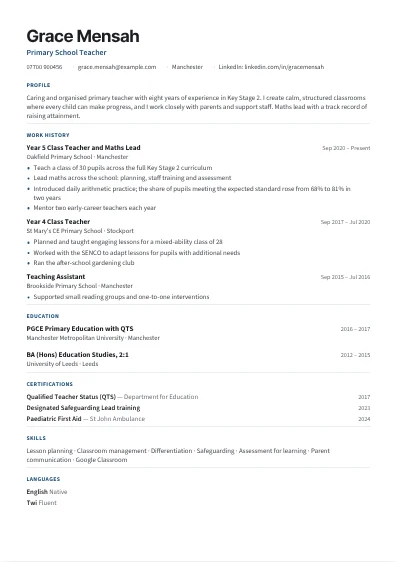 Grace Mensah
Primary School Teacher
07700 900456 · grace.mensah@example.com · Manchester · LinkedIn: linkedin.com/in/gracemensah
PROFILE
Caring and organised primary teacher with eight years of experience in Key Stage 2. I create calm, structured classrooms
where every child can make progress, and I work closely with parents and support staff. Maths lead with a track record of
raising attainment.
WORK HISTORY
Year 5 Class Teacher and Maths Lead Sep 2020 – Present
Oakfield Primary School · Manchester
• Teach a class of 30 pupils across the full Key Stage 2 curriculum
• Lead maths across the school: planning, staff training and assessment
• Introduced daily arithmetic practice; the share of pupils meeting the expected standard rose from 68% to 81% in
two years
• Mentor two early-career teachers each year
Year 4 Class Teacher Sep 2017 – Jul 2020
St Mary's CE Primary School · Stockport
• Planned and taught engaging lessons for a mixed-ability class of 28
• Worked with the SENCO to adapt lessons for pupils with additional needs
• Ran the after-school gardening club
Teaching Assistant Sep 2015 – Jul 2016
Brookside Primary School · Manchester
• Supported small reading groups and one-to-one interventions
EDUCATION
PGCE Primary Education with QTS 2016 – 2017
Manchester Metropolitan University · Manchester
BA (Hons) Education Studies, 2:1 2012 – 2015
University of Leeds · Leeds
CERTIFICATIONS
Qualified Teacher Status (QTS) — Department for Education 2017
Designated Safeguarding Lead training 2023
Paediatric First Aid — St John Ambulance 2024
SKILLS
Lesson planning · Classroom management · Differentiation · Safeguarding · Assessment for learning · Parent
communication · Google Classroom
LANGUAGES
English Native
Twi Fluent